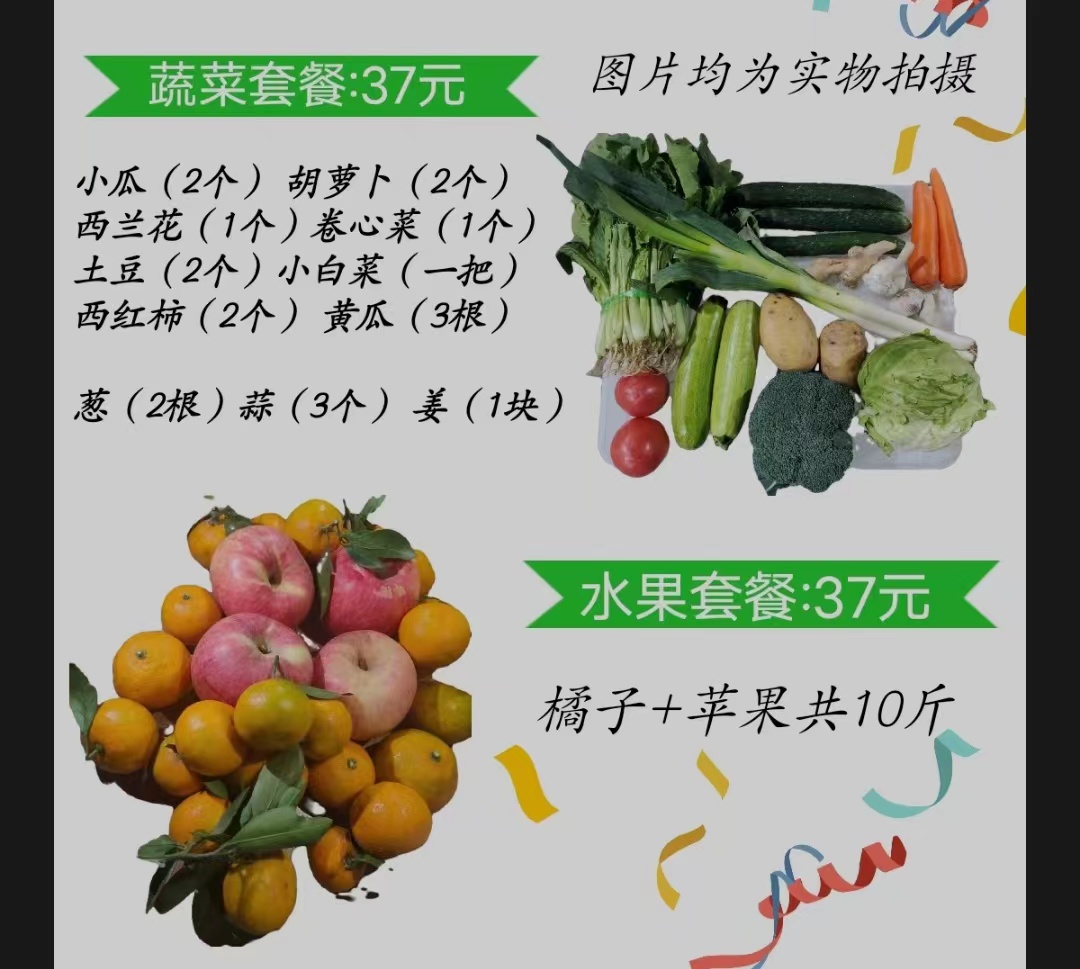 蔬菜套餐:37元
图片均为实物拍摄
小瓜（2个） 胡萝卜（2个）
西兰花（1个）卷心菜（1个）
土豆（2个）小白菜（一把）
西红柿（2个） 黄瓜（3根）
葱（2根）蒜（3个） 姜（1块）
水果套餐:37元
橘子+苹果共10斤